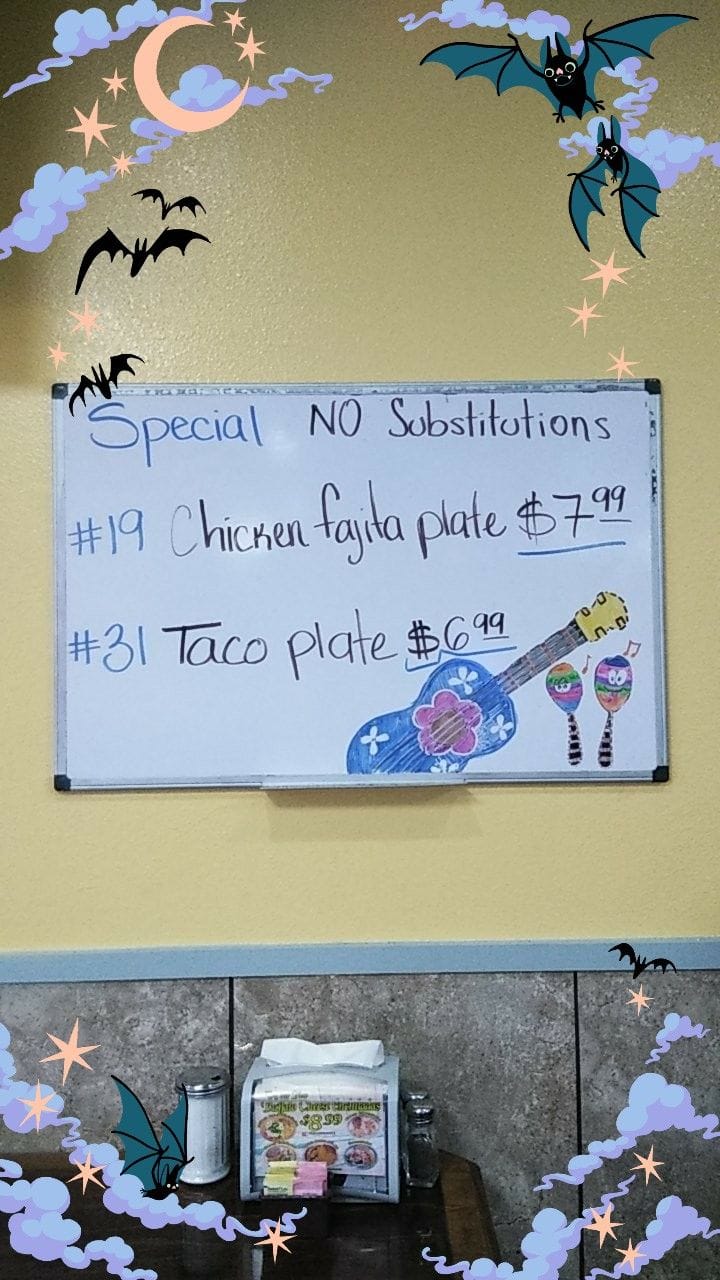 Special NO Substitutions
#19 Chicken fajita plate $7.99
#31 Taco plate $6.99
$8.99